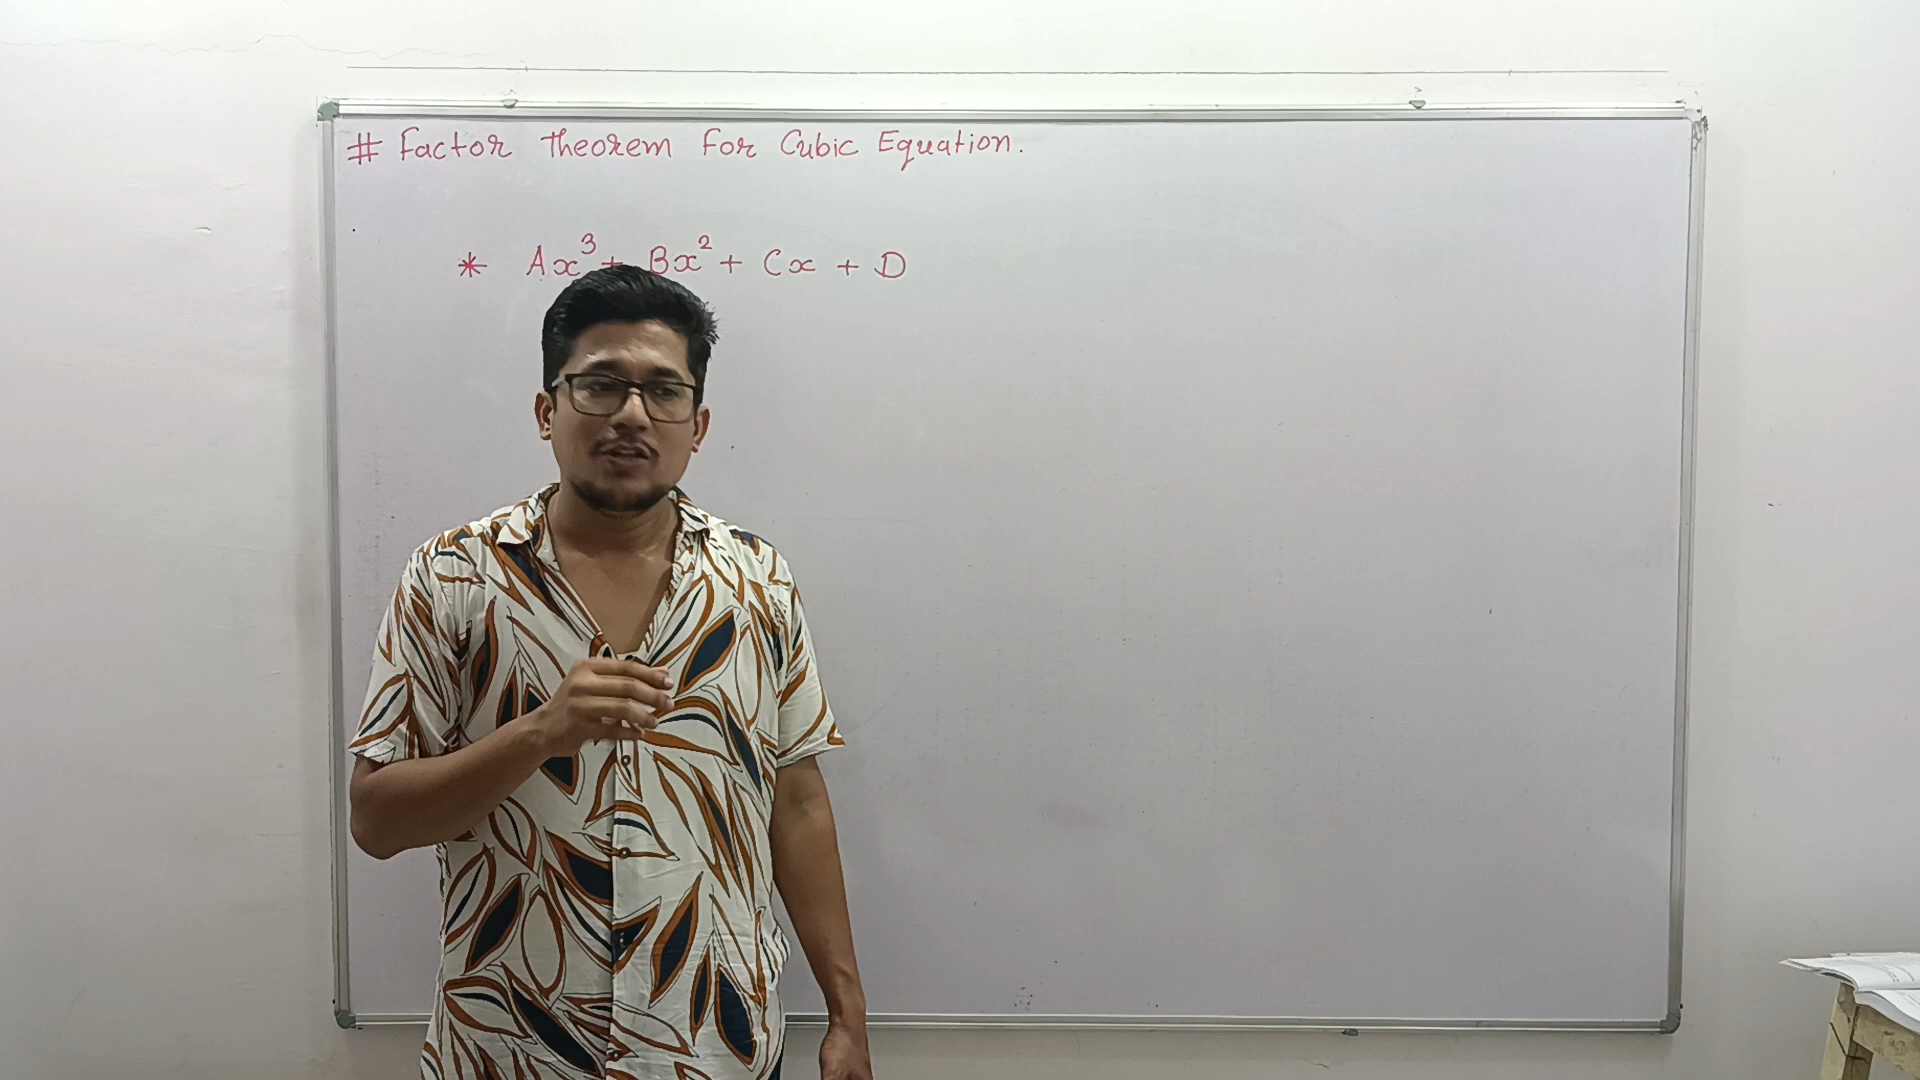 # Factor Theorem For Cubic Equation.
* Ax³ + Bx² + Cx + D